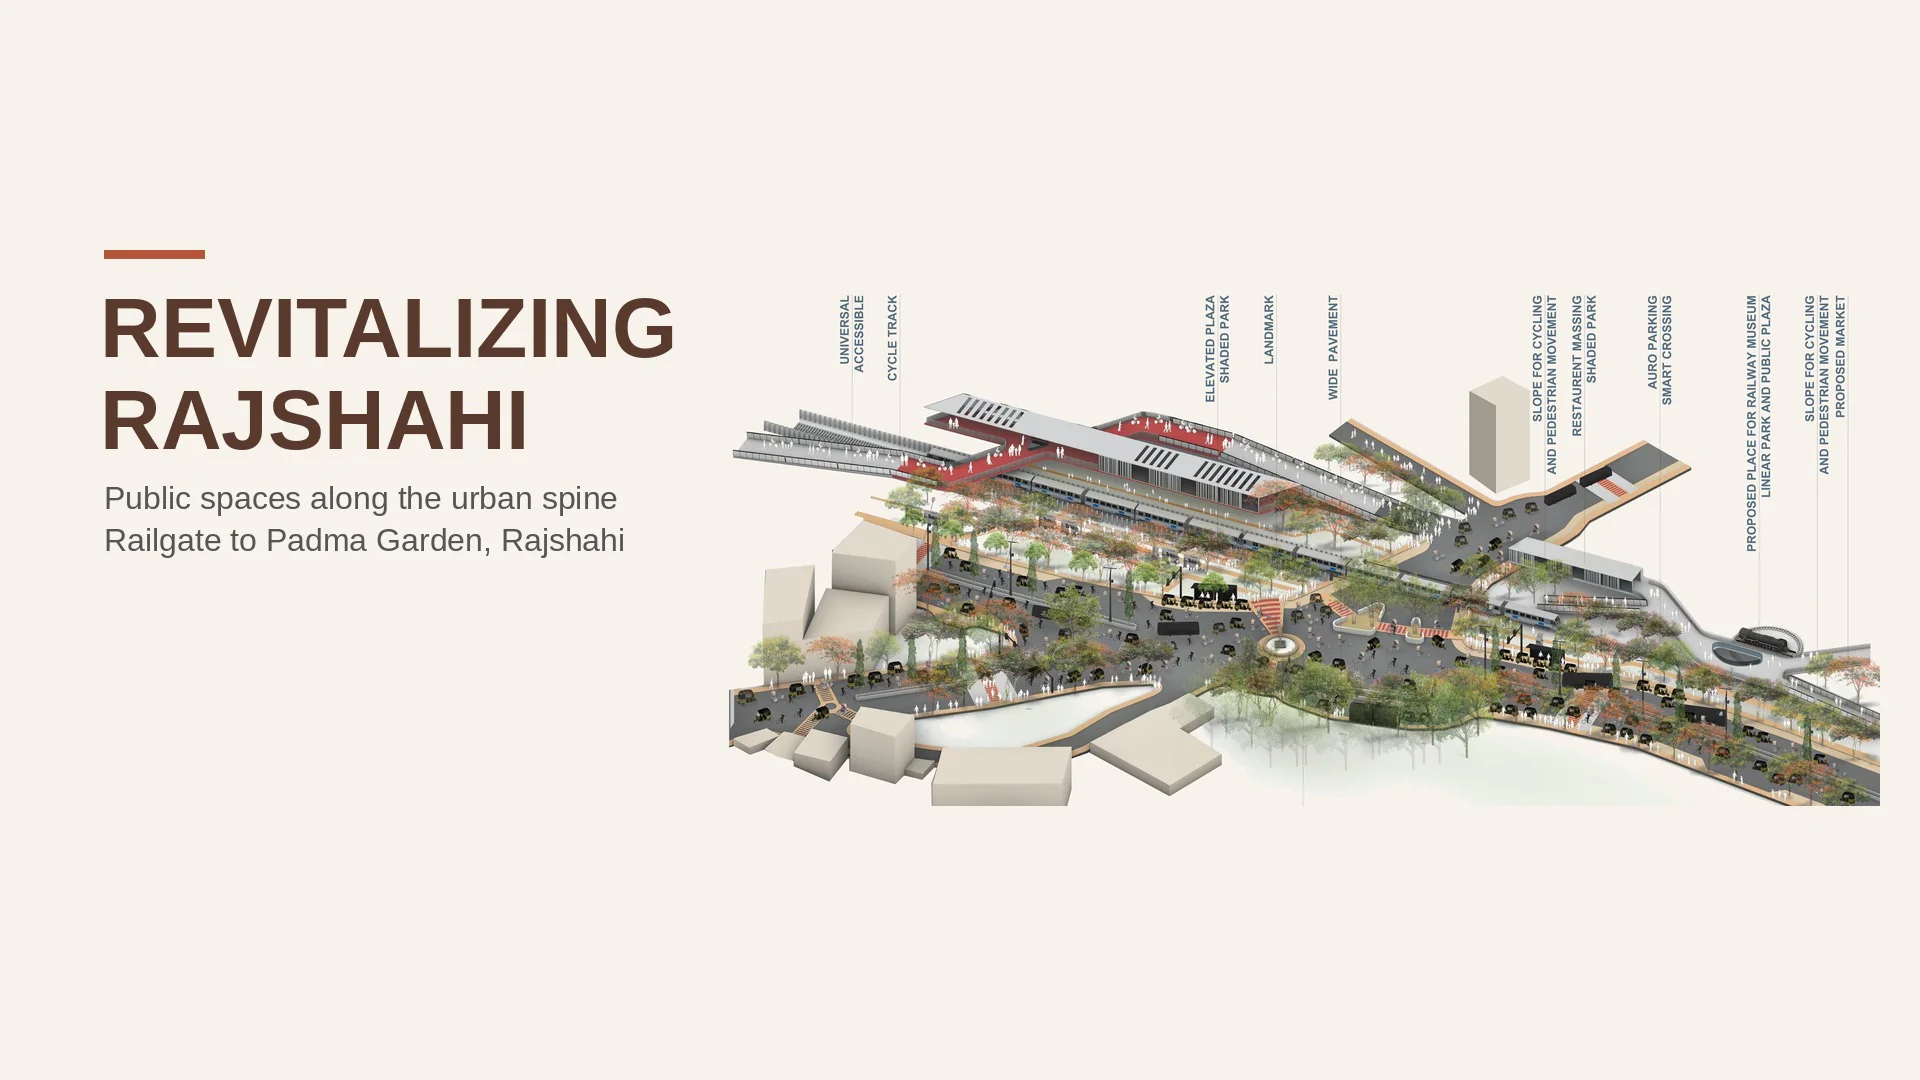 REVITALIZING
RAJSHAHI
Public spaces along the urban spine
Railgate to Padma Garden, Rajshahi
UNIVERSAL
ACCESSIBLE
CYCLE TRACK
ELEVATED PLAZA
SHADED PARK
LANDMARK
WIDE PAVEMENT
SLOPE FOR CYCLING
AND PEDESTRIAN MOVEMENT
RESTAURENT MASSING
SHADED PARK
AURO PARKING
SMART CROSSING
PROPOSED PLACE FOR RAILWAY MUSEUM
LINEAR PARK AND PUBLIC PLAZA
SLOPE FOR CYCLING
AND PEDESTRIAN MOVEMENT
PROPOSED MARKET